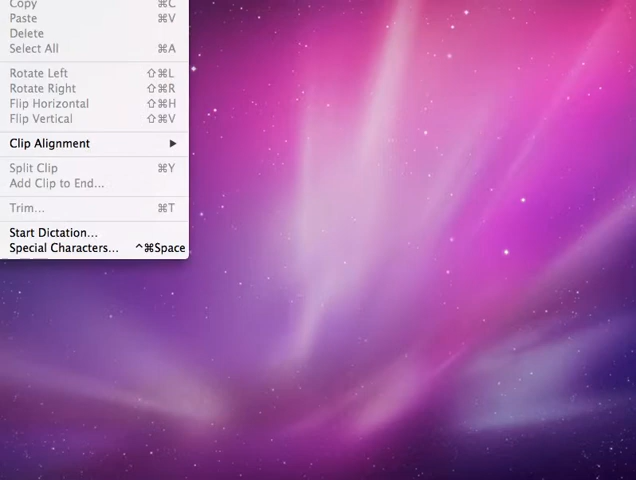 Copy ⌘C
Paste ⌘V
Delete
Select All ⌘A
Rotate Left ⇧⌘L
Rotate Right ⇧⌘R
Flip Horizontal ⇧⌘H
Flip Vertical ⇧⌘V
Clip Alignment ▶
Split Clip ⌘Y
Add Clip to End...
Trim... ⌘T
Start Dictation...
Special Characters... ^⌘Space